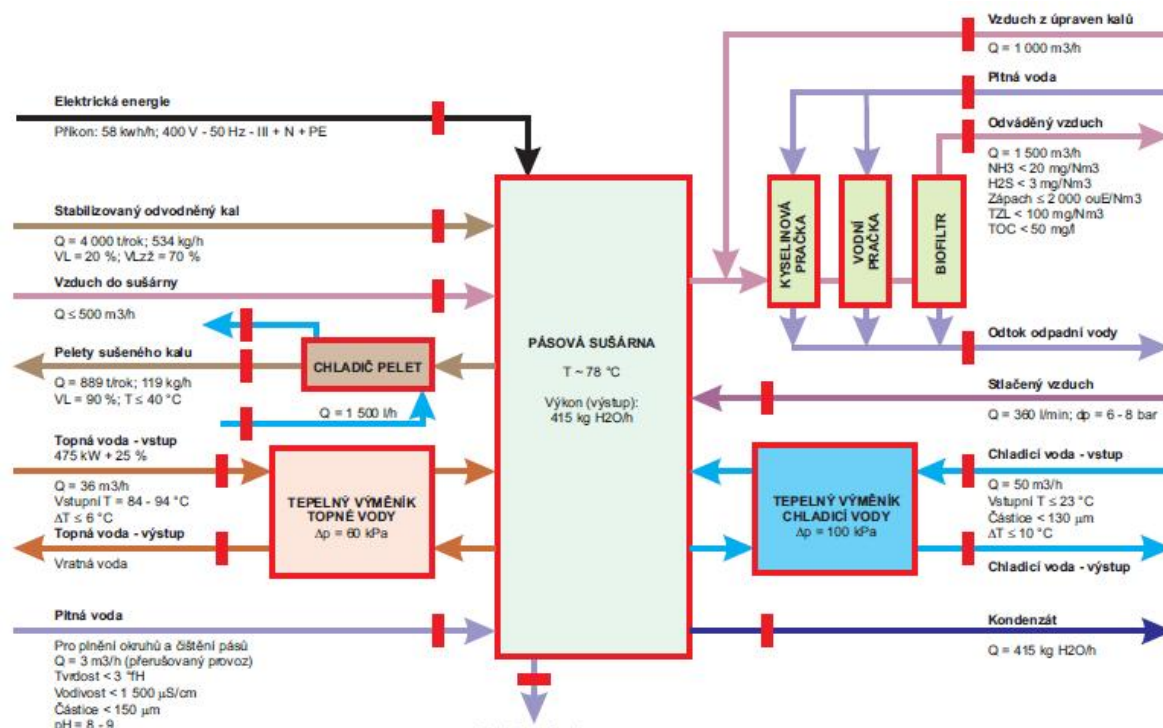 Elektrická energie
Příkon: 58 kwh/h; 400 V - 50 Hz - III + N + PE
Stabilizovaný odvodněný kal
Q = 4 000 t/rok; 534 kg/h
VL = 20 %; VLzž = 70 %
Vzduch do sušárny
Q ≤ 500 m3/h
Pelety sušeného kalu
Q = 889 t/rok; 119 kg/h
VL = 90 %; T ≤ 40 °C
CHLADIČ PELET
Q = 1 500 l/h
Topná voda - vstup
475 kW + 25 %
Q = 36 m3/h
Vstupní T = 84 - 94 °C
ΔT ≤ 6 °C
Topná voda - výstup
Vratná voda
TEPELNÝ VÝMĚNÍK
TOPNÉ VODY
Δp = 60 kPa
Pitná voda
Pro plnění okruhů a čištění pásů
Q = 3 m3/h (přerušovaný provoz)
Tvrdost < 3 °fH
Vodivost < 1 500 μS/cm
Částice < 150 μm
pH = 8 - 9
PÁSOVÁ SUŠÁRNA
T ~ 78 °C
Výkon (výstup):
415 kg H2O/h
KYSELINOVÁ
PRAČKA
VODNÍ
PRAČKA
BIOFILTR
Vzduch z úpraven kalů
Q = 1 000 m3/h
Pitná voda
Odváděný vzduch
Q = 1 500 m3/h
NH3 < 20 mg/Nm3
H2S < 3 mg/Nm3
Zápach ≤ 2 000 ouE/Nm3
TZL < 100 mg/Nm3
TOC < 50 mg/l
Odtok odpadní vody
Stlačený vzduch
Q = 360 l/min; dp = 6 - 8 bar
TEPELNÝ VÝMĚNÍK
CHLADICÍ VODY
Δp = 100 kPa
Chladicí voda - vstup
Q = 50 m3/h
Vstupní T ≤ 23 °C
Částice < 130 μm
ΔT ≤ 10 °C
Chladicí voda - výstup
Kondenzát
Q = 415 kg H2O/h